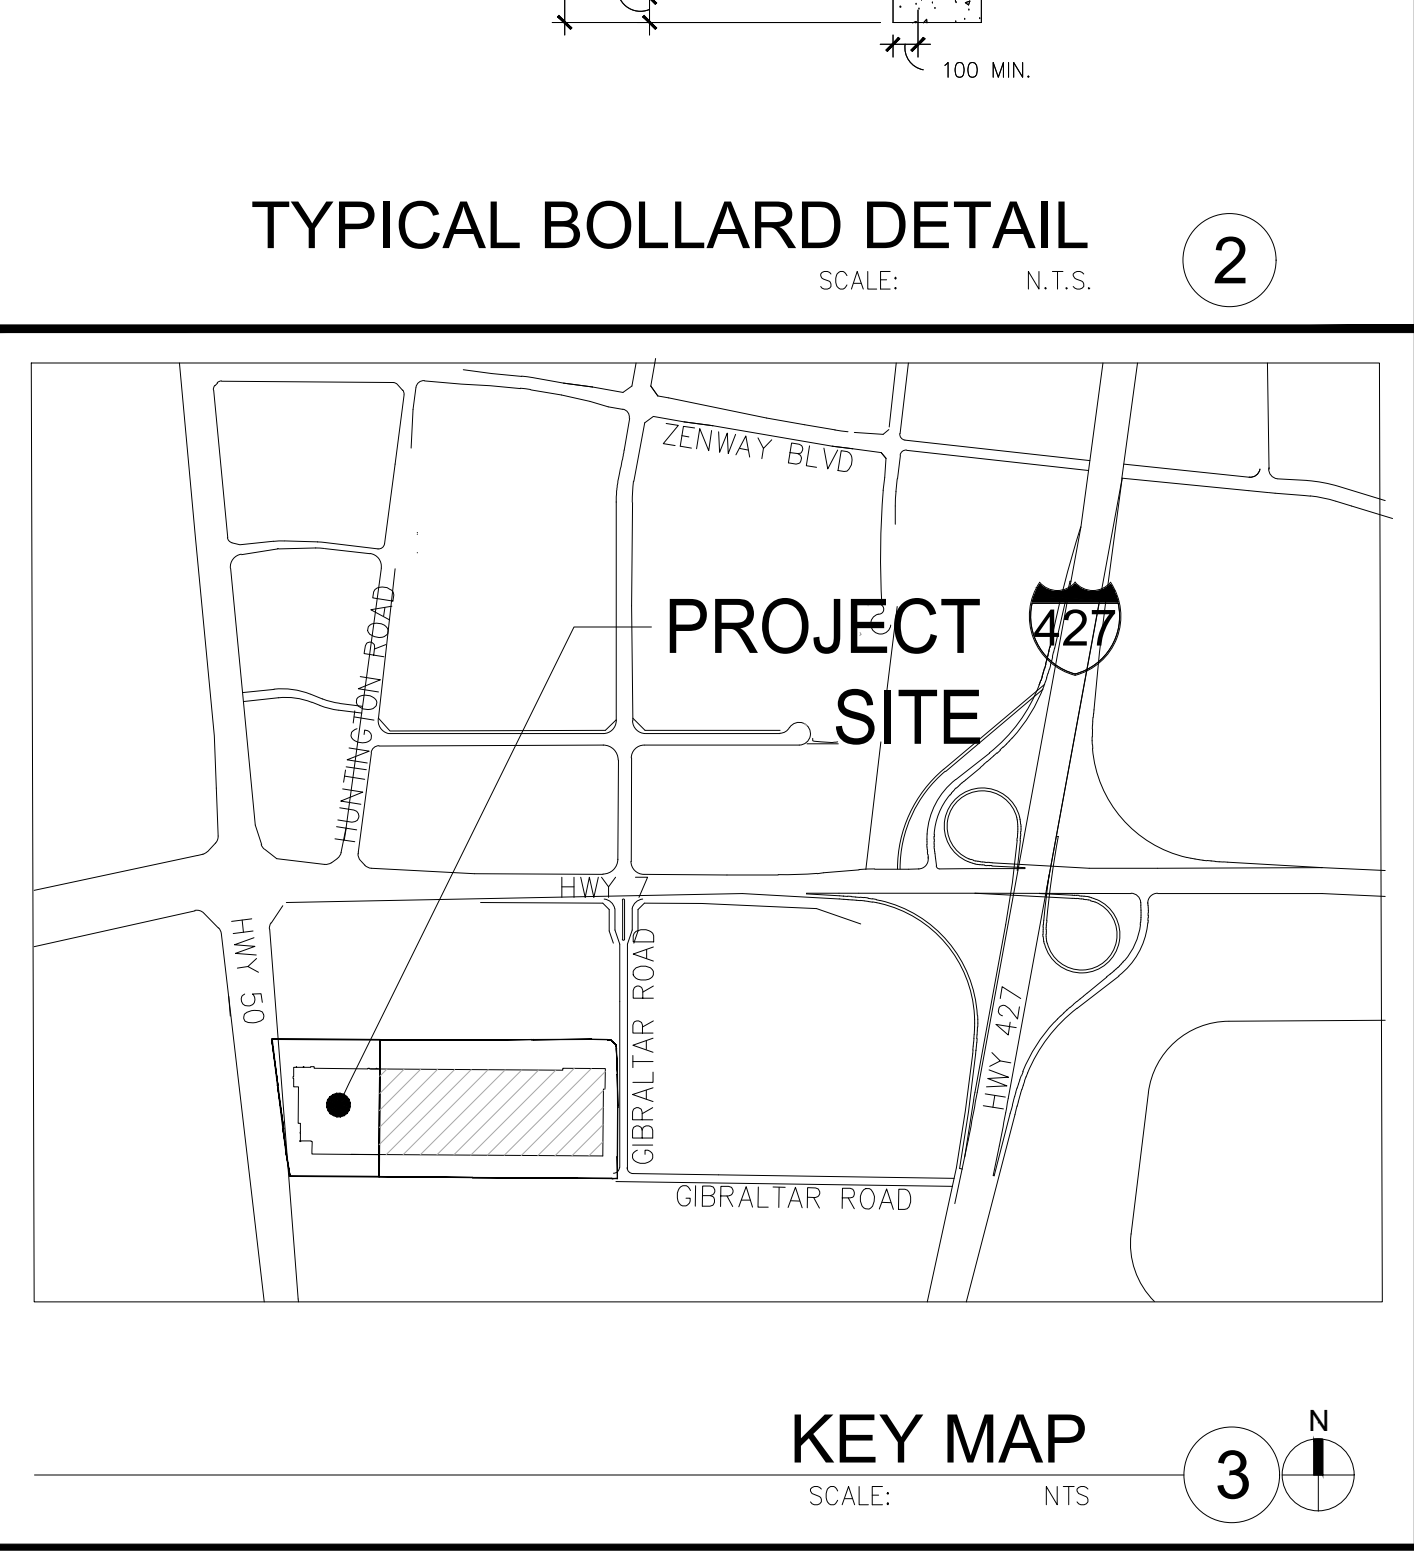 100 MIN.
TYPICAL BOLLARD DETAIL
2
SCALE: N.T.S.
ZENWAY BLVD
HUNTINGTON ROAD
PROJECT
SITE
427
HWY 7
HWY 50
GIBRALTAR ROAD
HWY 427
GIBRALTAR ROAD
KEY MAP
3
N
SCALE: NTS